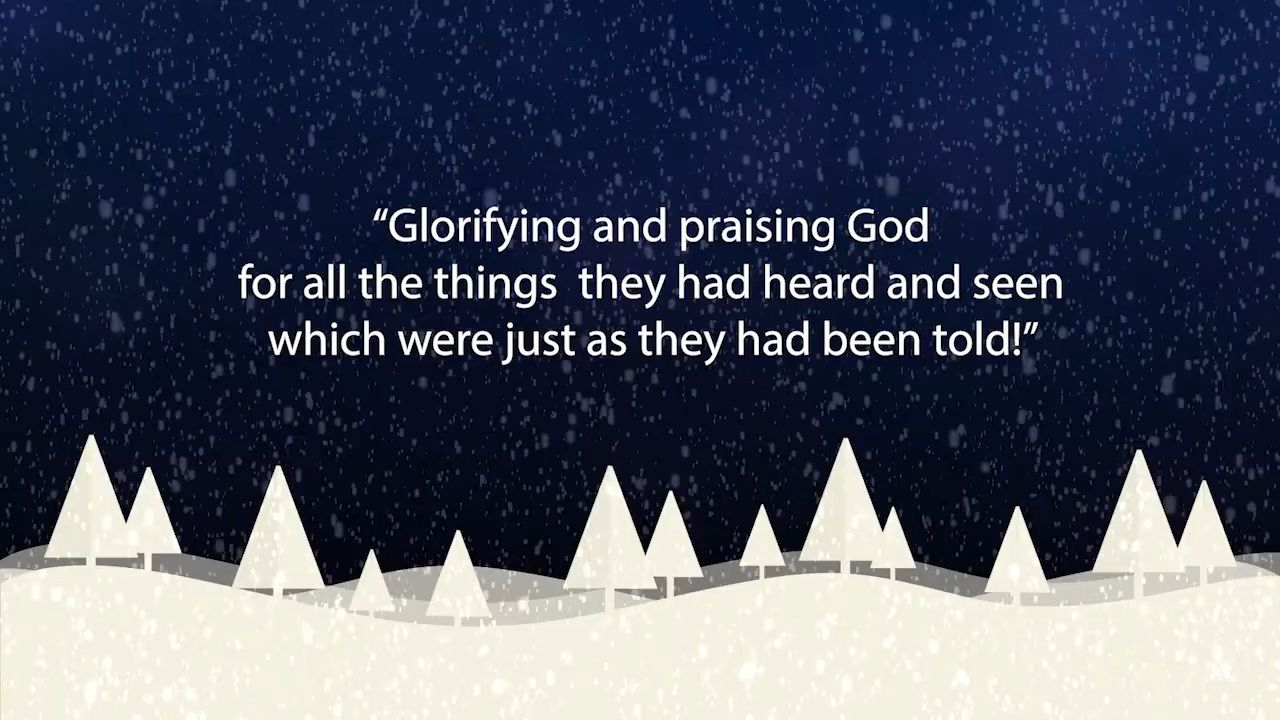 “Glorifying and praising God
for all the things  they had heard and seen
which were just as they had been told!”